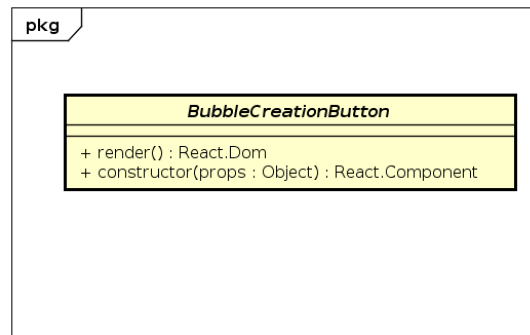 pkg
BubbleCreationButton
+ render() : React.Dom
+ constructor(props : Object) : React.Component